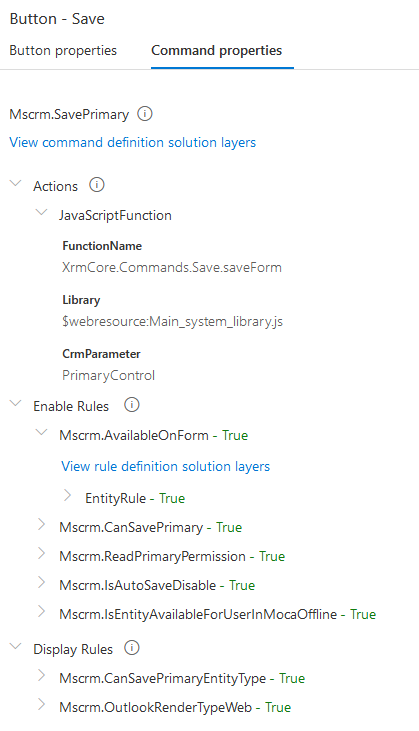 Button - Save
Button properties
Command properties
Mscrm.SavePrimary
View command definition solution layers
Actions
JavaScriptFunction
FunctionName
XrmCore.Commands.Save.saveForm
Library
$webresource:Main_system_library.js
CrmParameter
PrimaryControl
Enable Rules
Mscrm.AvailableOnForm - True
View rule definition solution layers
EntityRule - True
Mscrm.CanSavePrimary - True
Mscrm.ReadPrimaryPermission - True
Mscrm.IsAutoSaveDisable - True
Mscrm.IsEntityAvailableForUserInMocaOffline - True
Display Rules
Mscrm.CanSavePrimaryEntityType - True
Mscrm.OutlookRenderTypeWeb - True